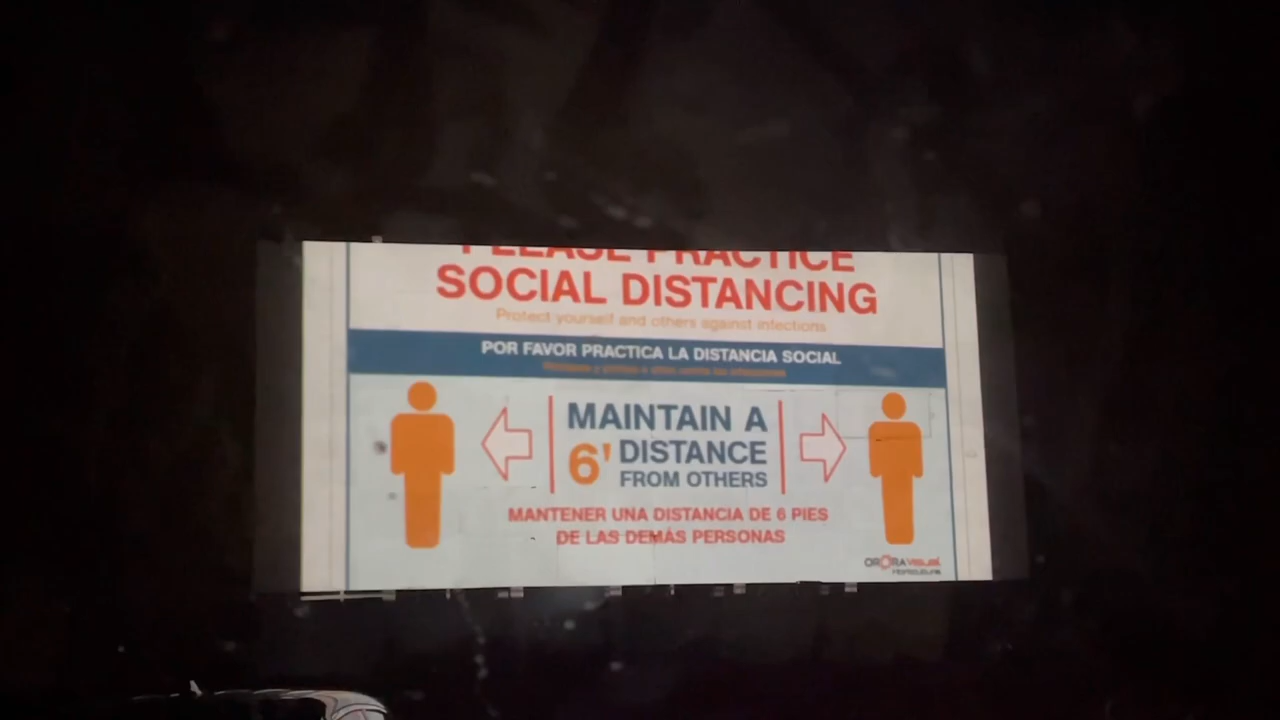 PLEASE PRACTICE
SOCIAL DISTANCING
Protect yourself and others against infections
POR FAVOR PRACTICA LA DISTANCIA SOCIAL
MAINTAIN A
6' DISTANCE
FROM OTHERS
MANTENER UNA DISTANCIA DE 6 PIES
DE LAS DEMÁS PERSONAS
ORORAVISUAL